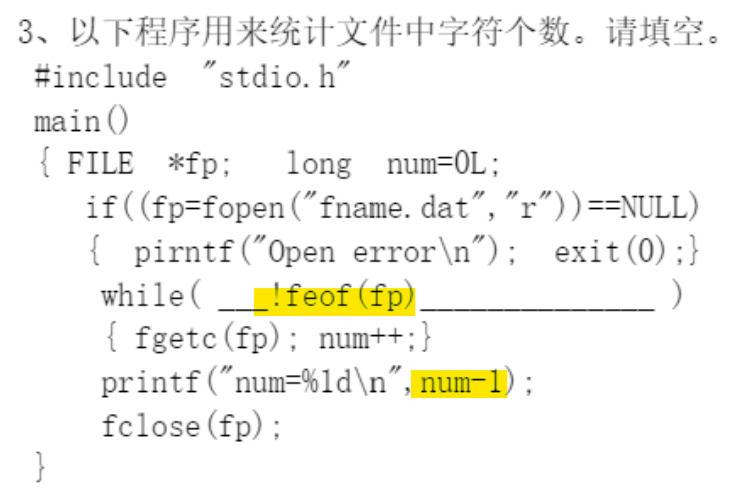 3、以下程序用来统计文件中字符个数。请填空。
#include "stdio.h"
main()
{ FILE *fp; long num=0L;
if((fp=fopen("fname.dat","r"))==NULL)
{ pirntf("Open error\n"); exit(0);}
while( ___!feof(fp)______________ )
{ fgetc(fp); num++;}
printf("num=%ld\n",num-1);
fclose(fp);
}